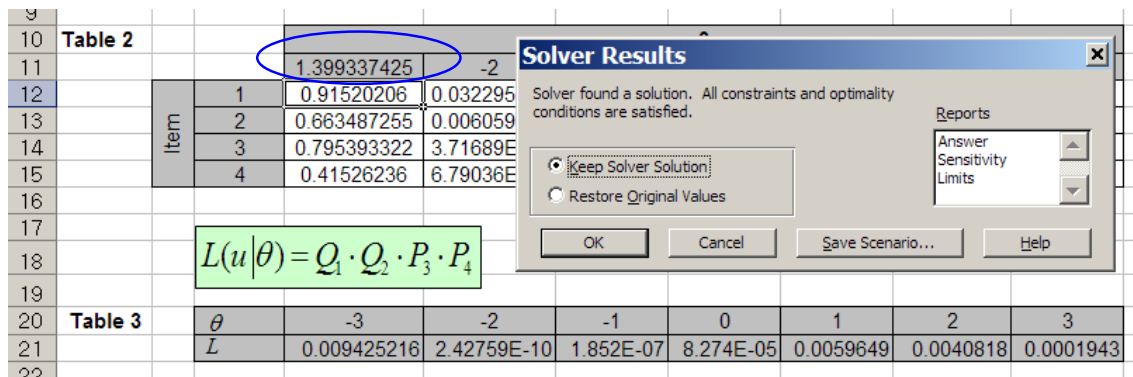 9
10 Table 2
11 1.399337425 -2
12 1 0.91520206 0.032295
13 2 0.663487255 0.006059
14 3 0.795393322 3.71689E
15 4 0.41526236 6.79036E
Item
16
17
18 L(u|θ) = Q₁ · Q₂ · P₃ · P₄
19
20 Table 3 θ -3 -2 -1 0 1 2 3
21 L 0.009425216 2.42759E-10 1.852E-07 8.274E-05 0.0059649 0.0040818 0.0001943
22
Solver Results
Solver found a solution. All constraints and optimality
conditions are satisfied.
Reports
Answer
Sensitivity
Limits
Keep Solver Solution
Restore Original Values
OK Cancel Save Scenario... Help